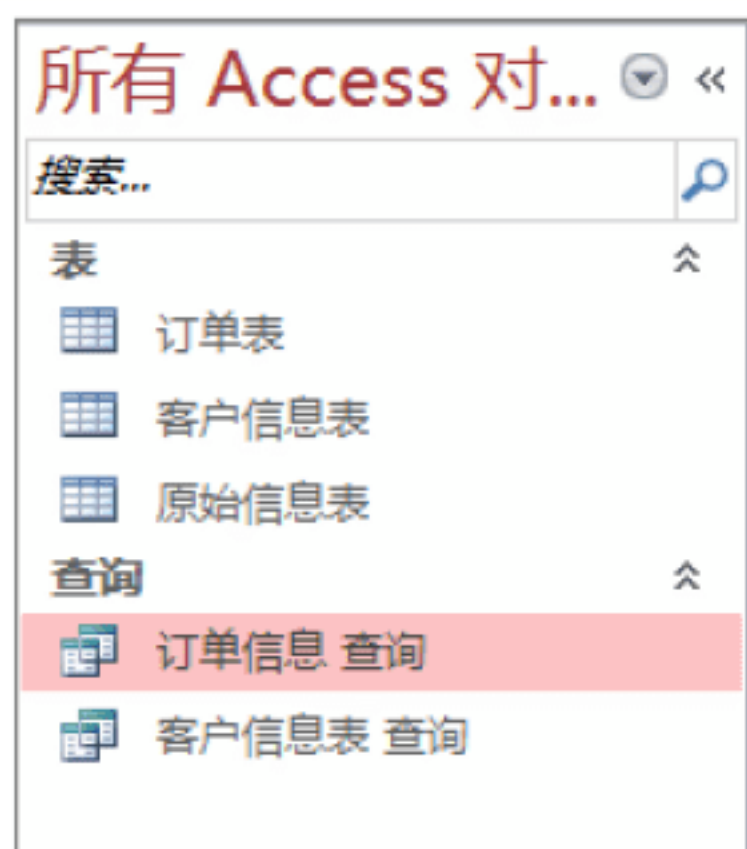 所有 Access 对... «
搜索...
表
订单表
客户信息表
原始信息表
查询
订单信息 查询
客户信息表 查询